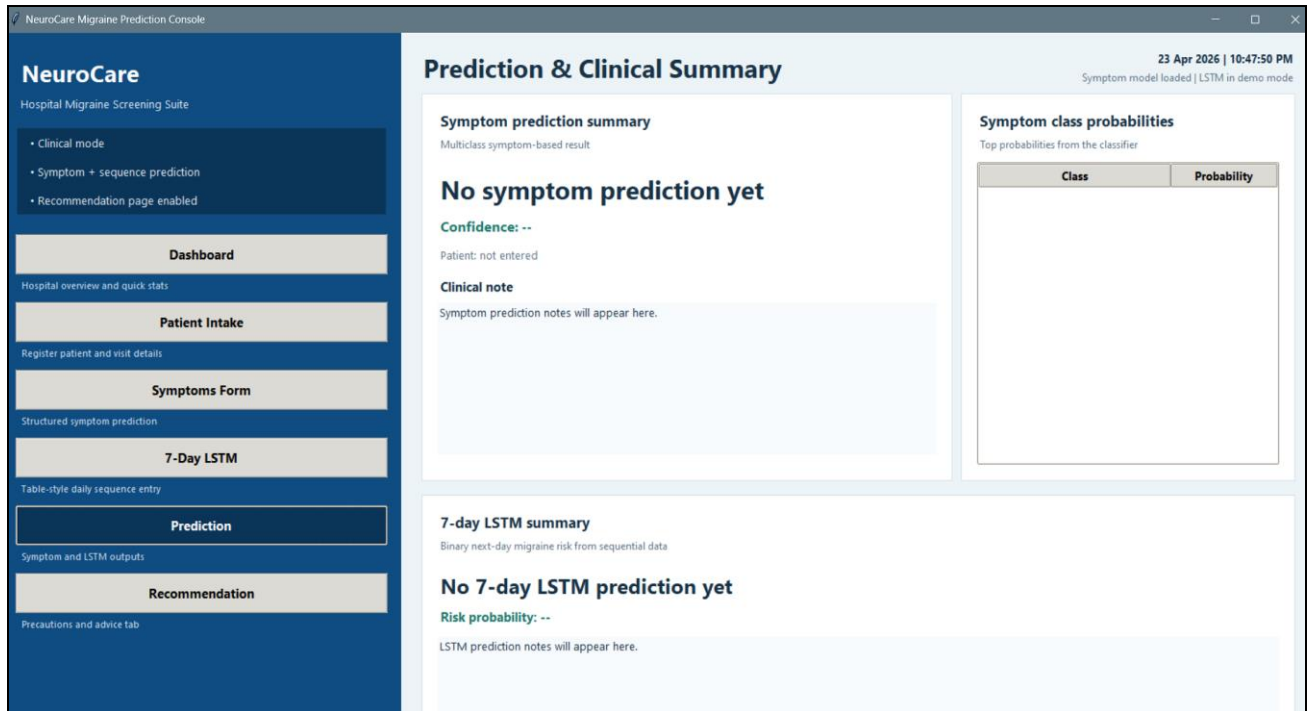 NeuroCare Migraine Prediction Console
NeuroCare
Hospital Migraine Screening Suite
• Clinical mode
• Symptom + sequence prediction
• Recommendation page enabled
Dashboard
Hospital overview and quick stats
Patient Intake
Register patient and visit details
Symptoms Form
Structured symptom prediction
7-Day LSTM
Table-style daily sequence entry
Prediction
Symptom and LSTM outputs
Recommendation
Precautions and advice tab
Prediction & Clinical Summary
23 Apr 2026 | 10:47:50 PM
Symptom model loaded | LSTM in demo mode
Symptom prediction summary
Multiclass symptom-based result
No symptom prediction yet
Confidence: --
Patient: not entered
Clinical note
Symptom prediction notes will appear here.
Symptom class probabilities
Top probabilities from the classifier
Class Probability
7-day LSTM summary
Binary next-day migraine risk from sequential data
No 7-day LSTM prediction yet
Risk probability: --
LSTM prediction notes will appear here.